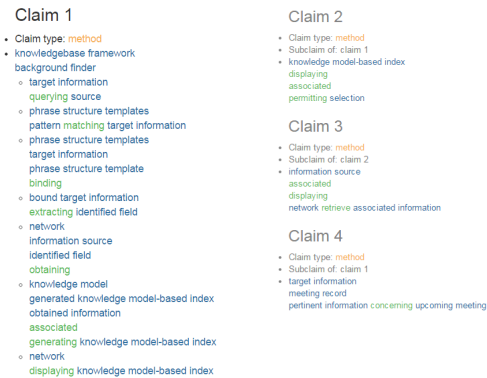 Claim 1
Claim type: method
knowledgebase framework
background finder
target information
querying source
phrase structure templates
pattern matching target information
phrase structure templates
target information
phrase structure template
binding
bound target information
extracting identified field
network
information source
identified field
obtaining
knowledge model
generated knowledge model-based index
obtained information
associated
generating knowledge model-based index
network
displaying knowledge model-based index
Claim 2
Claim type: method
Subclaim of: claim 1
knowledge model-based index
displaying
associated
permitting selection
Claim 3
Claim type: method
Subclaim of: claim 2
information source
associated
displaying
network retrieve associated information
Claim 4
Claim type: method
Subclaim of: claim 1
target information
meeting record
pertinent information concerning upcoming meeting